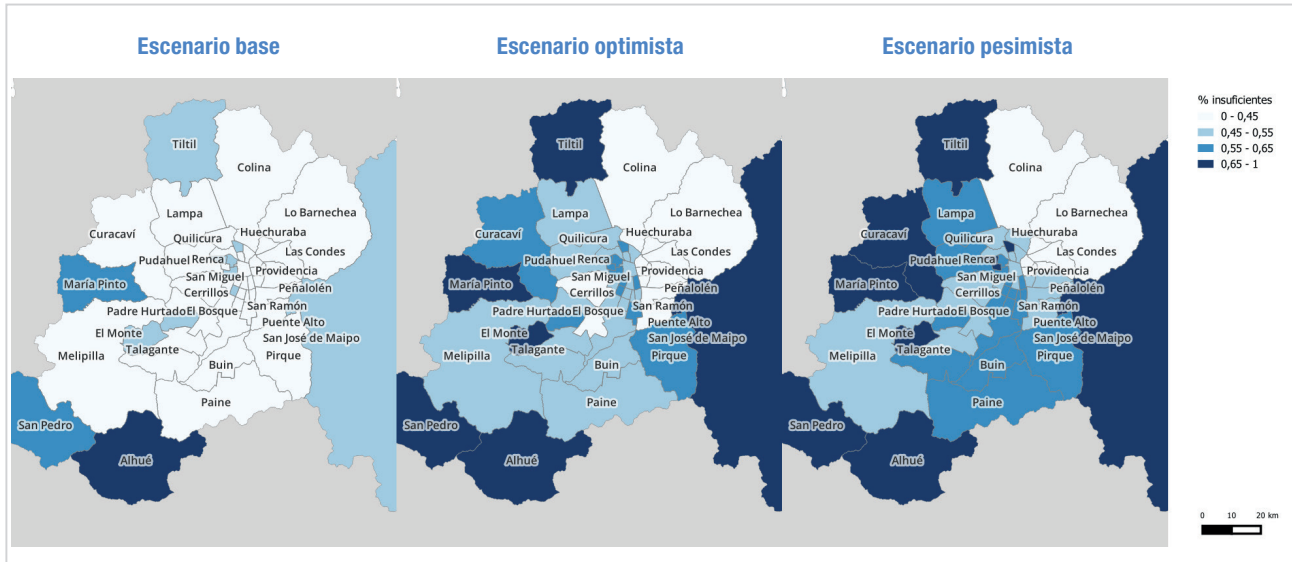 Escenario base
Escenario optimista
Escenario pesimista
Tiltil
Colina
Lampa
Lo Barnechea
Curacaví
Quilicura
Huechuraba
Pudahuel
Renca
Las Condes
Providencia
María Pinto
San Miguel
Peñalolén
Cerrillos
San Ramón
Padre Hurtado
El Bosque
El Monte
Puente Alto
Talagante
San José de Maipo
Melipilla
Pirque
Buin
Paine
San Pedro
Alhué
Tiltil
Colina
Lampa
Lo Barnechea
Curacaví
Quilicura
Huechuraba
Pudahuel
Renca
Las Condes
Providencia
María Pinto
San Miguel
Peñalolén
Cerrillos
San Ramón
Padre Hurtado
El Bosque
El Monte
Puente Alto
Talagante
San José de Maipo
Melipilla
Pirque
Buin
Paine
San Pedro
Alhué
Tiltil
Colina
Lampa
Lo Barnechea
Curacaví
Quilicura
Huechuraba
Pudahuel
Renca
Las Condes
Providencia
María Pinto
San Miguel
Peñalolén
Cerrillos
San Ramón
Padre Hurtado
El Bosque
El Monte
Puente Alto
Talagante
San José de Maipo
Melipilla
Pirque
Buin
Paine
San Pedro
Alhué
% insuficientes
0 - 0,45
0,45 - 0,55
0,55 - 0,65
0,65 - 1
0 10 20 km